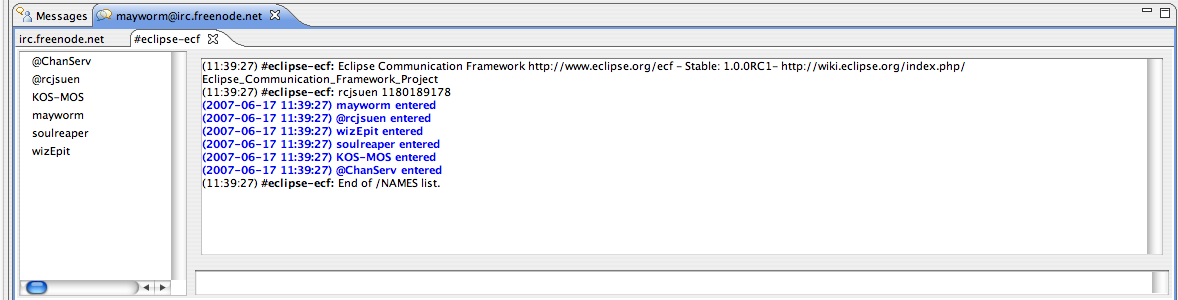 Messages
mayworm@irc.freenode.net
irc.freenode.net
#eclipse-ecf
@ChanServ
@rcjsuen
KOS-MOS
mayworm
soulreaper
wizEpit
(11:39:27) #eclipse-ecf: Eclipse Communication Framework http://www.eclipse.org/ecf - Stable: 1.0.0RC1- http://wiki.eclipse.org/index.php/
Eclipse_Communication_Framework_Project
(11:39:27) #eclipse-ecf: rcjsuen 1180189178
(2007-06-17 11:39:27) mayworm entered
(2007-06-17 11:39:27) @rcjsuen entered
(2007-06-17 11:39:27) wizEpit entered
(2007-06-17 11:39:27) soulreaper entered
(2007-06-17 11:39:27) KOS-MOS entered
(2007-06-17 11:39:27) @ChanServ entered
(11:39:27) #eclipse-ecf: End of /NAMES list.